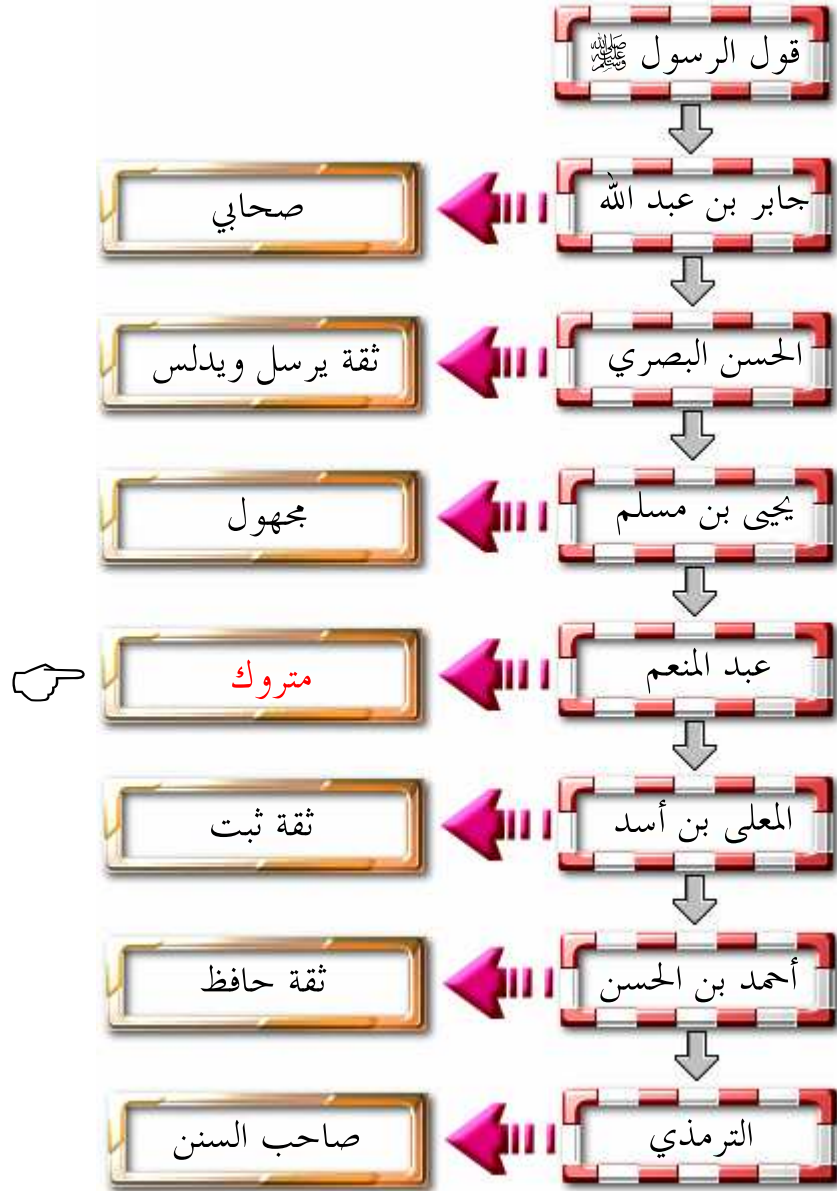 قول الرسول ﷺ
جابر بن عبد الله
صحابي
الحسن البصري
ثقة يرسل ويدلس
يحيى بن مسلم
مجهول
عبد المنعم
متروك
المعلى بن أسد
ثقة ثبت
أحمد بن الحسن
ثقة حافظ
الترمذي
صاحب السنن